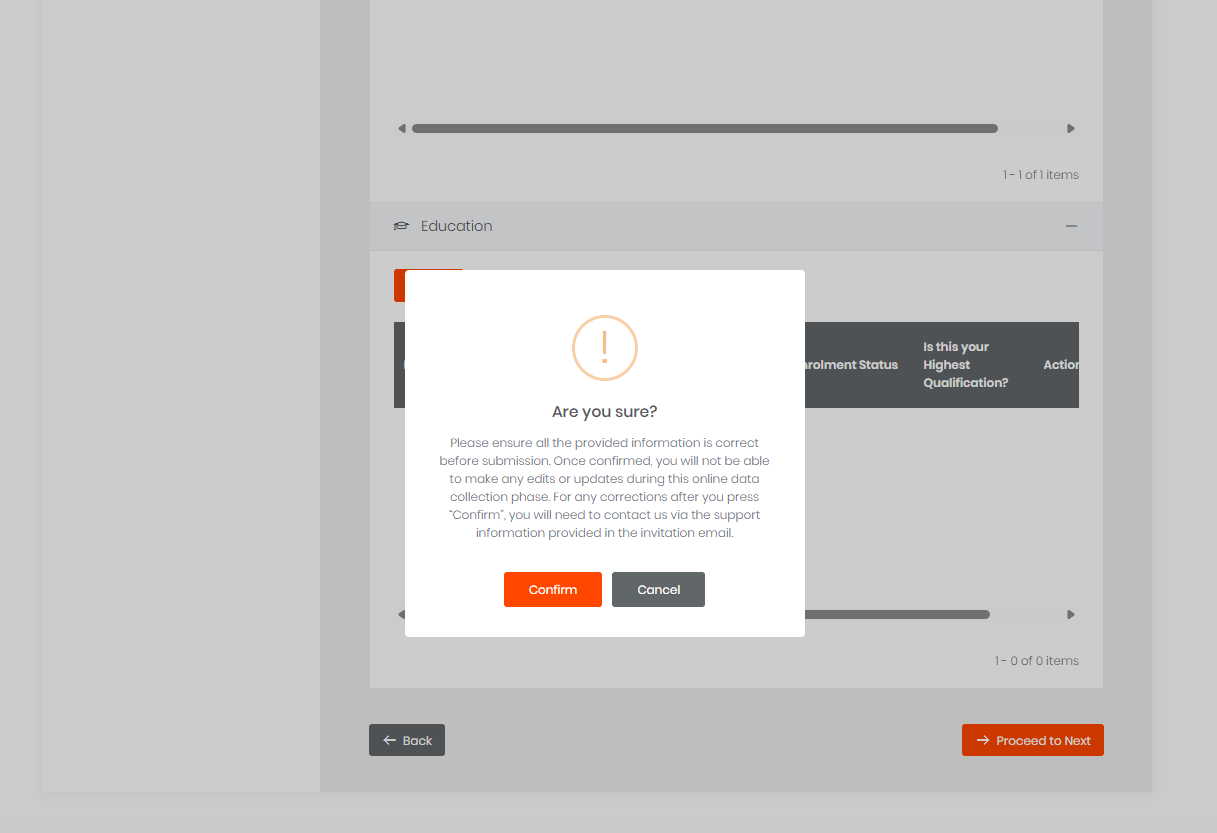 1 - 1 of 1 items
Education
Is this your
Highest
Qualification?
Status
Are you sure?
Please ensure all the provided information is correct
before submission. Once confirmed, you will not be able
to make any edits or updates during this online data
collection phase. For any corrections after you press
“Confirm”, you will need to contact us via the support
information provided in the invitation email.
Confirm
Cancel
1 - 0 of 0 items
Back
Proceed to Next